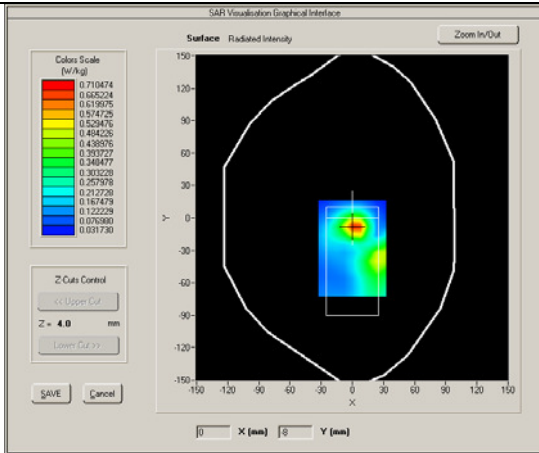 SAR Visualisation Graphical Interface
Surface Radiated Intensity
Zoom In/Out
Colors Scale
(W/kg)
0.710474
0.665224
0.619975
0.574725
0.529476
0.484226
0.438976
0.393727
0.348477
0.303228
0.257978
0.212728
0.167479
0.122229
0.076980
0.031730
150-
120-
90-
60-
30-
0-
-30-
-60-
-90-
-120-
-150-
Y
-150 -120 -90 -60 -30 0 30 60 90 120 150
X
Z-Cuts Control
<< Upper Cut
Z = 4.0 mm
Lower Cut >>
SAVE Cancel
0 X (mm) -8 Y (mm)